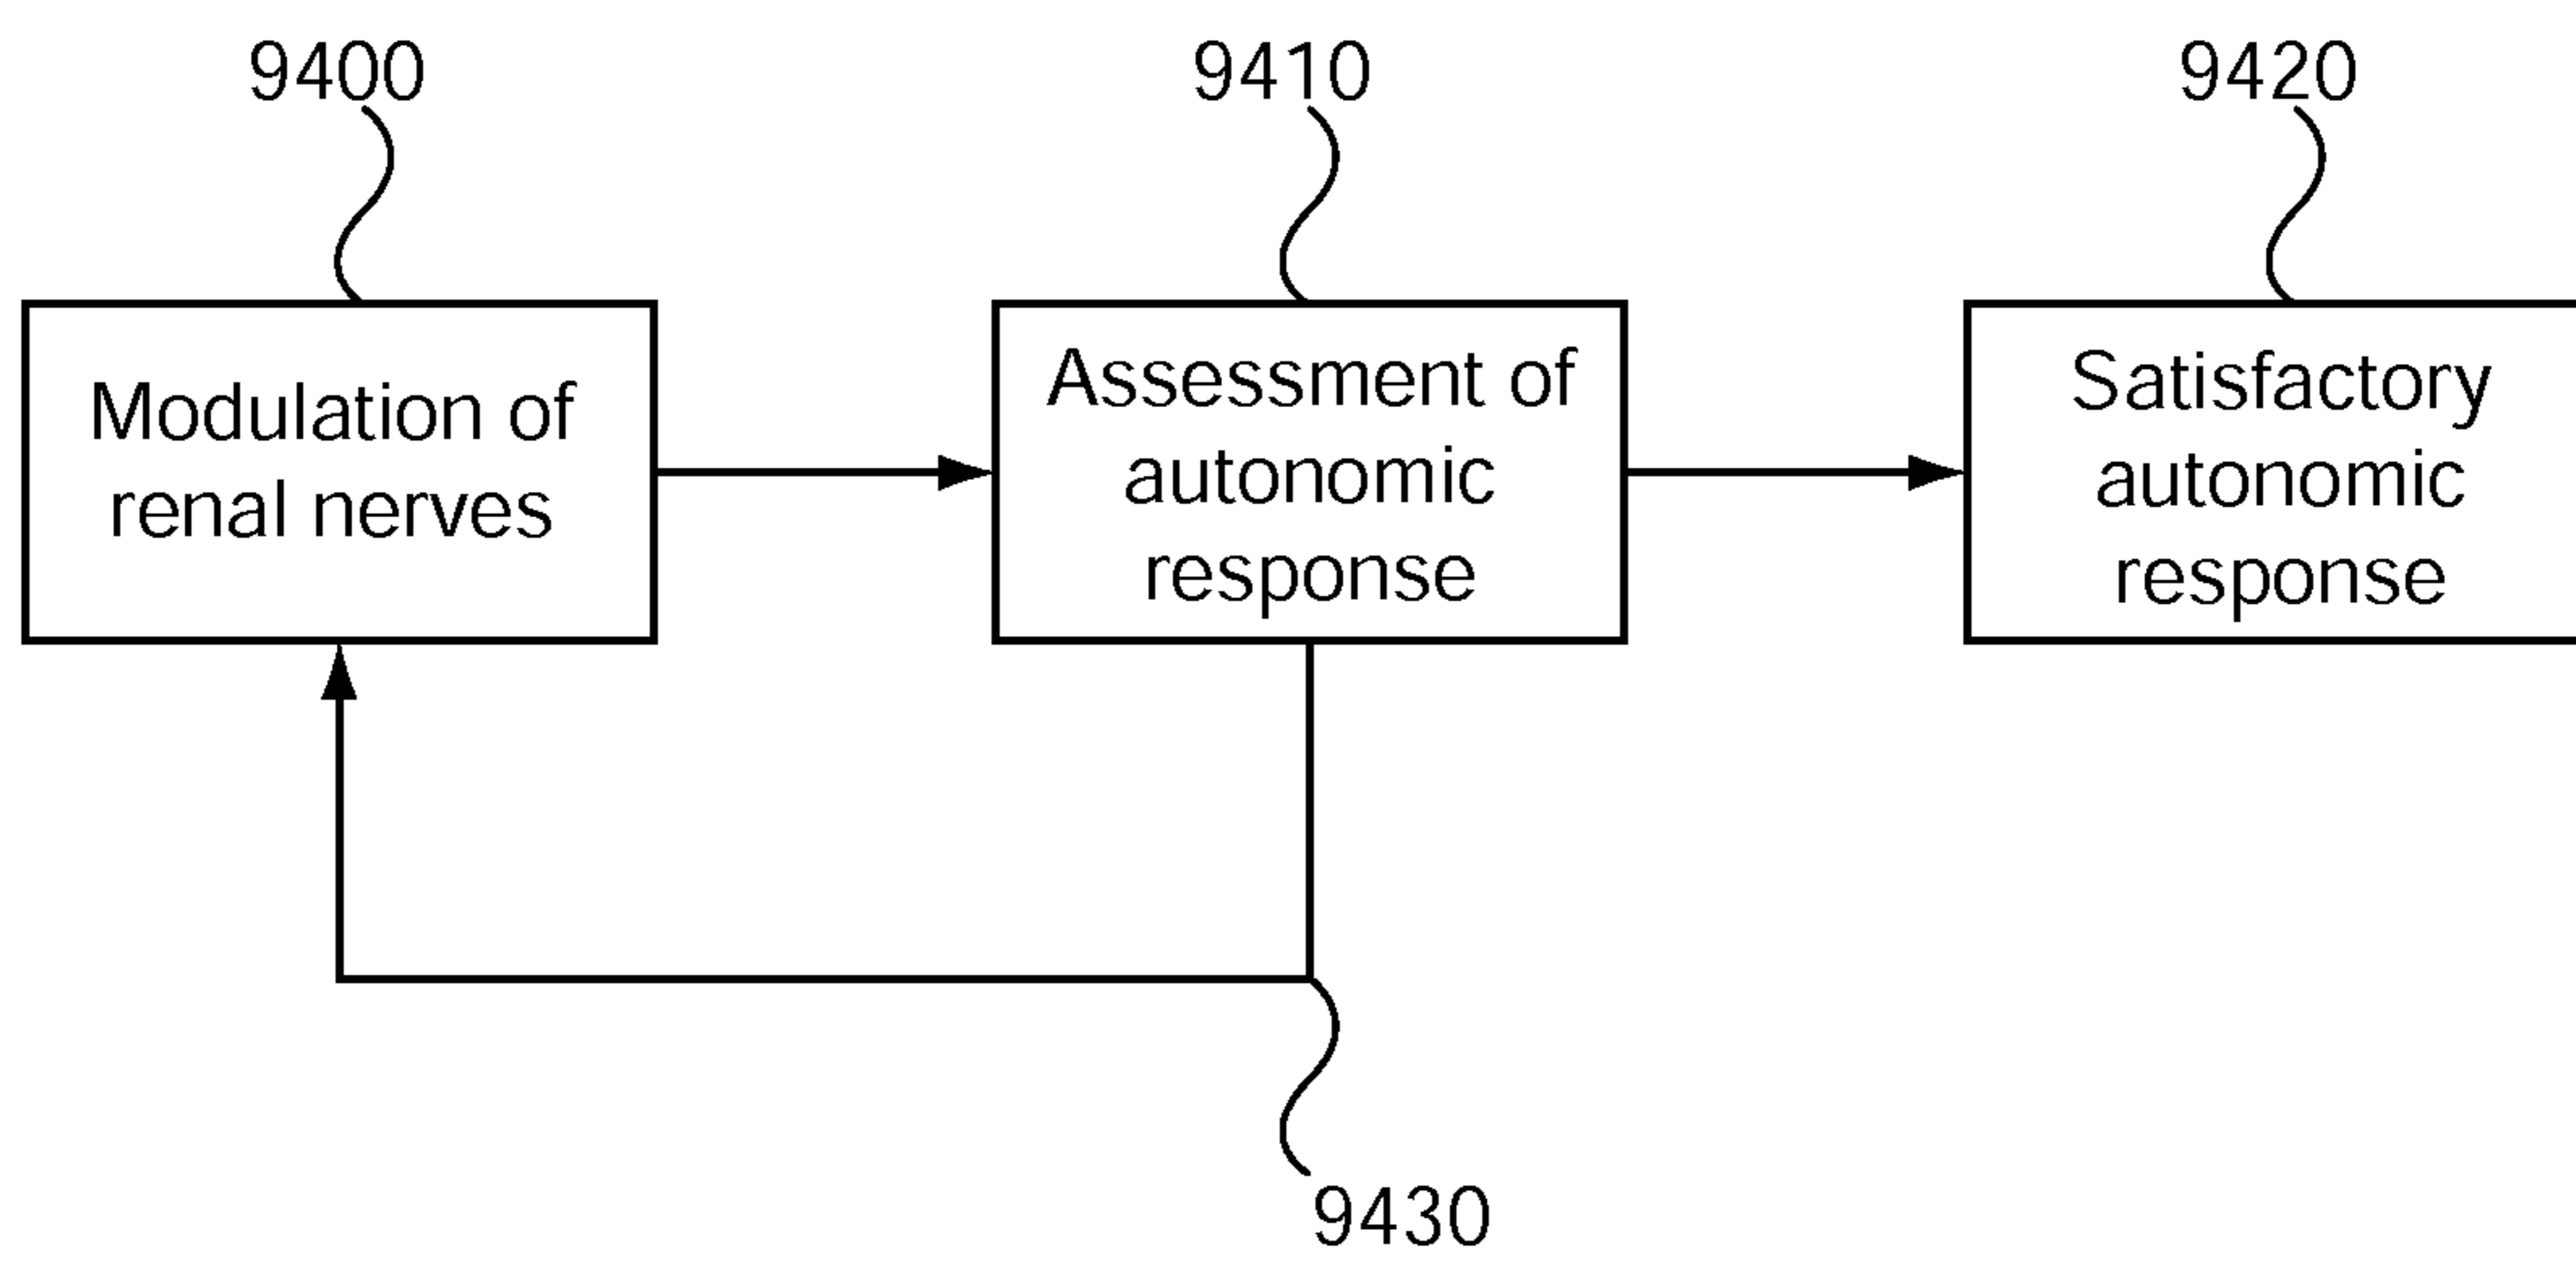 9400
9410
9420
Modulation of
renal nerves
Assessment of
autonomic
response
Satisfactory
autonomic
response
9430